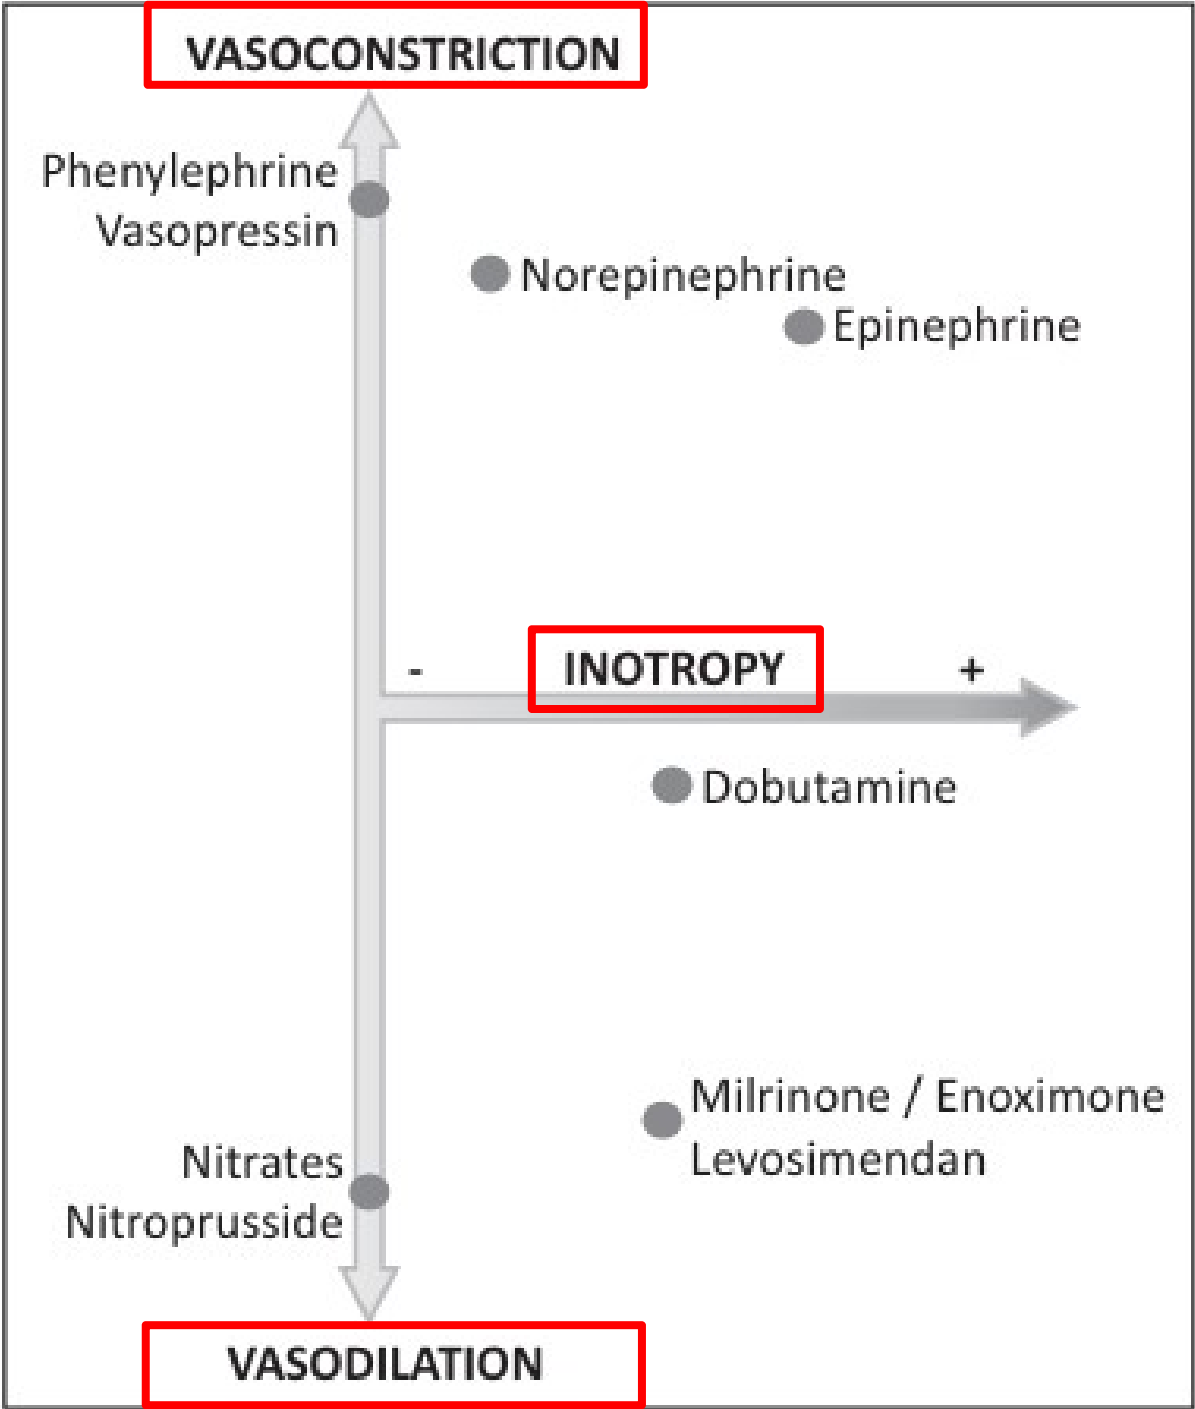 VASOCONSTRICTION
Phenylephrine
Vasopressin
Norepinephrine
Epinephrine
- INOTROPY +
Dobutamine
Milrinone / Enoximone
Levosimendan
Nitrates
Nitroprusside
VASODILATION